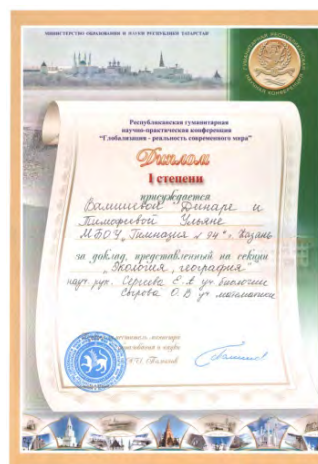 МИНИСТЕРСТВО ОБРАЗОВАНИЯ И НАУКИ РЕСПУБЛИКИ ТАТАРСТАН
Республиканская гуманитарная
научно-практическая конференция
"Глобализация - реальность современного мира"
Диплом
I степени
присуждается
Вамишевой Динаре и
Тимофеевой Ульяне
МБОУ "Гимназия № 94" г. Казань
за доклад, представленный на секции
"Экология, география"
науч. рук. Сергеева Е. А уч биологии
Сырова О. В. уч математики